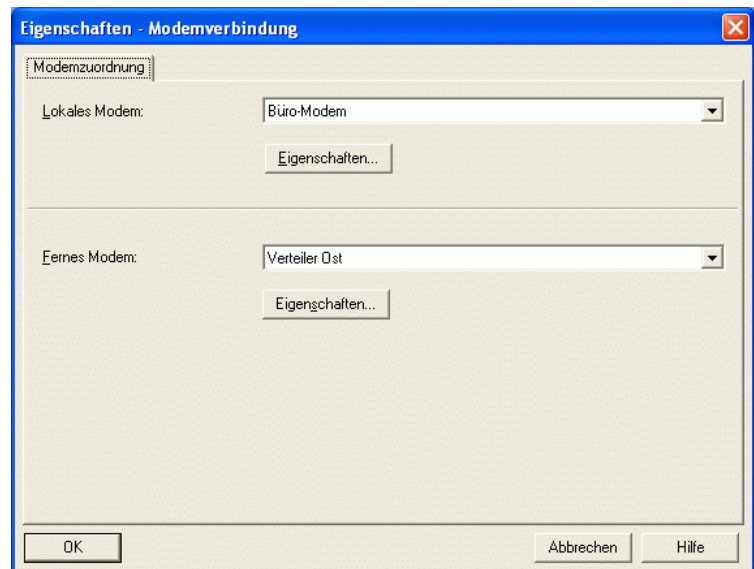 Eigenschaften - Modemverbindung
Modemzuordnung
Lokales Modem:
Büro-Modem
Eigenschaften...
Fernes Modem:
Verteiler Ost
Eigenschaften...
OK
Abbrechen
Hilfe